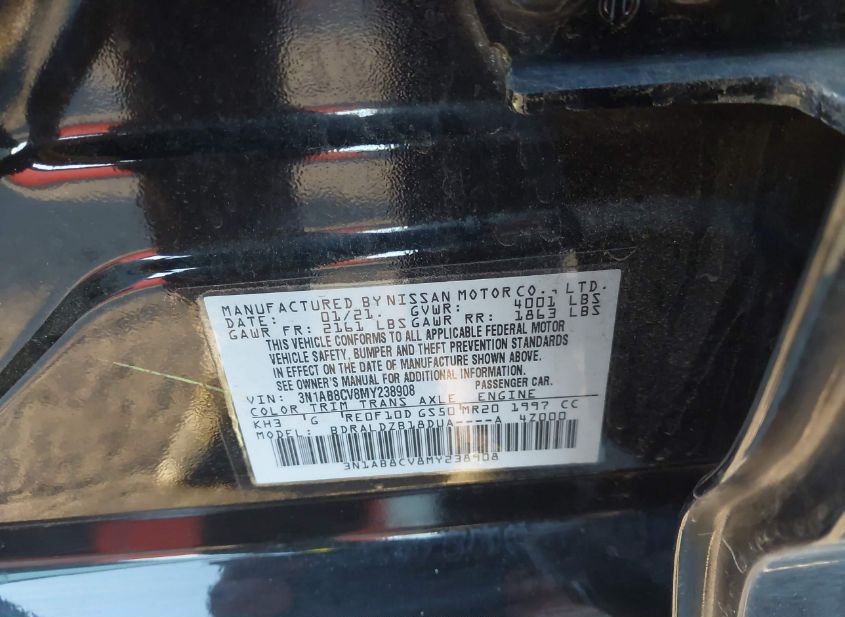 MANUFACTURED BY NISSAN MOTOR CO., LTD.
DATE: 01/21. GVWR: 4001 LBS
GAWR FR: 2161 LBS GAWR RR: 1863 LBS
THIS VEHICLE CONFORMS TO ALL APPLICABLE FEDERAL MOTOR
VEHICLE SAFETY, BUMPER AND THEFT PREVENTION STANDARDS
IN EFFECT ON THE DATE OF MANUFACTURE SHOWN ABOVE.
SEE OWNER'S MANUAL FOR ADDITIONAL INFORMATION.
VIN: 3N1AB8CV8MY238908 PASSENGER CAR.
COLOR TRIM TRANS AXLE ENGINE
KH3 G RE0F10D GS50 MR20 1997 CC
MODEL: BDRALDZB18DUA----A 47000
3N1AB8CV8MY238908